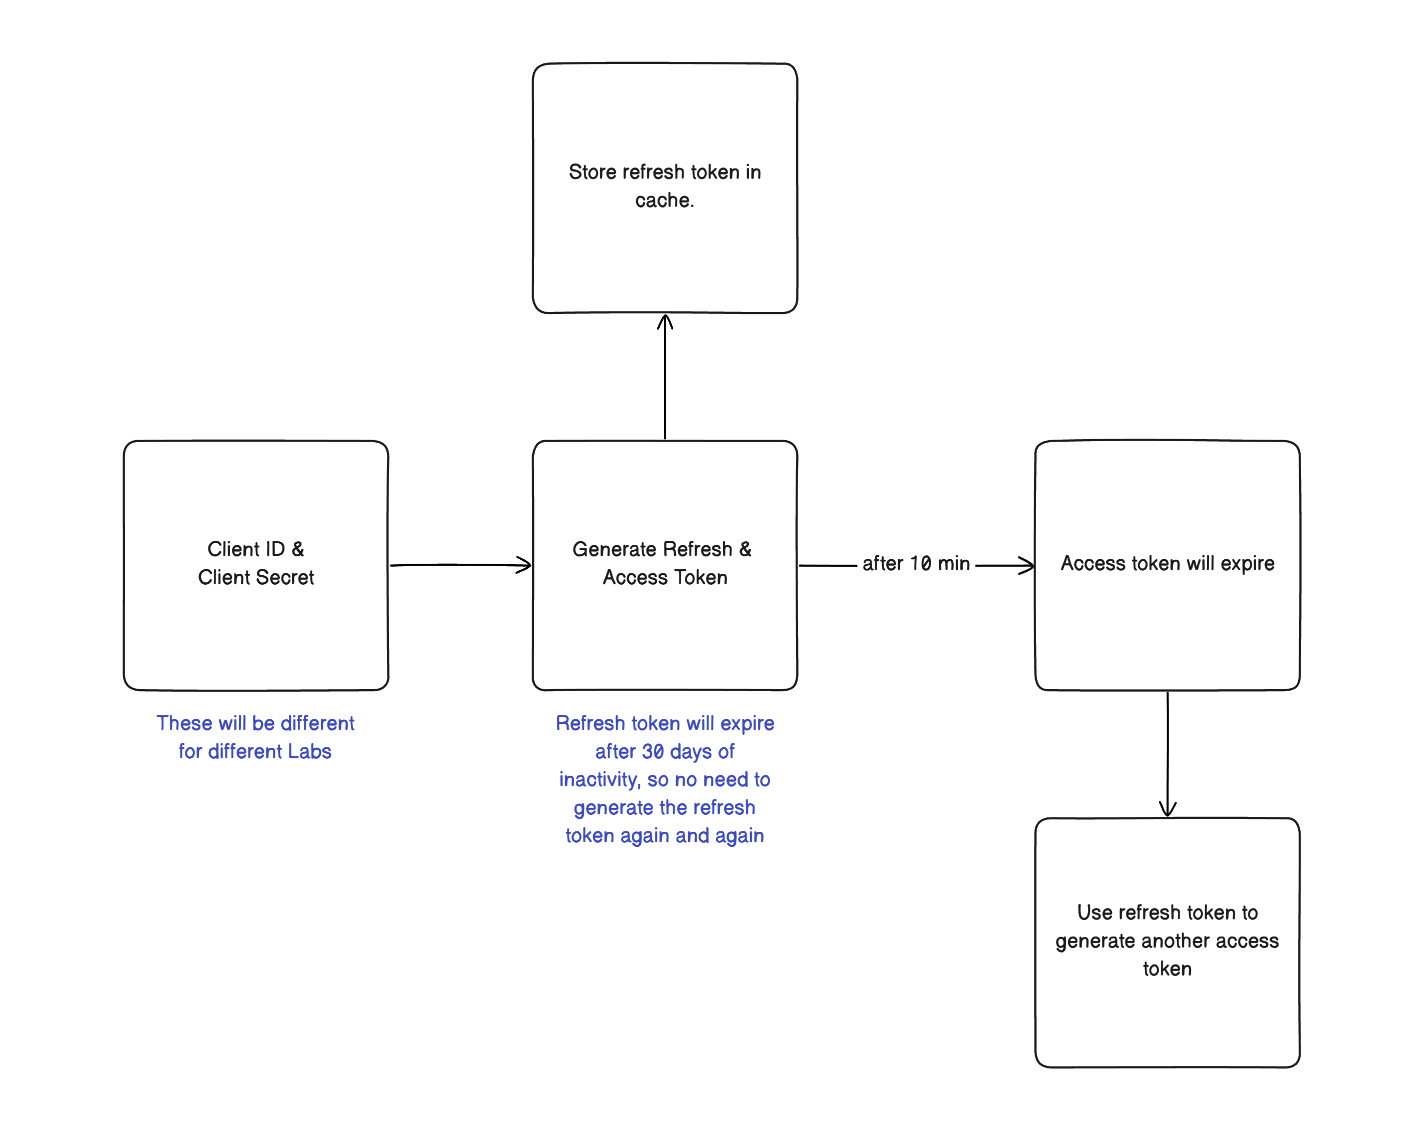 Store refresh token in
cache.
Client ID &
Client Secret
Generate Refresh &
Access Token
after 10 min
Access token will expire
These will be different
for different Labs
Refresh token will expire
after 30 days of
inactivity, so no need to
generate the refresh
token again and again
Use refresh token to
generate another access
token